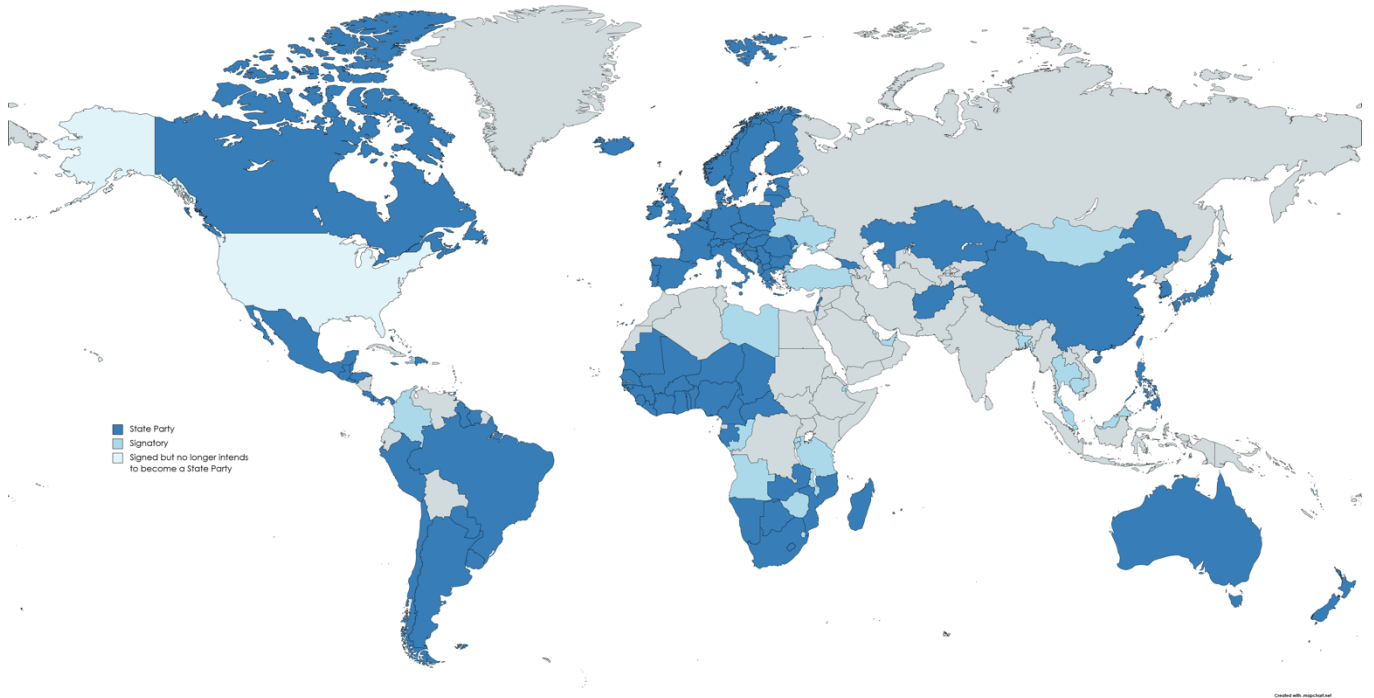 State Party
Signatory
Signed but no longer intends
to become a State Party
Created with mapchart.net